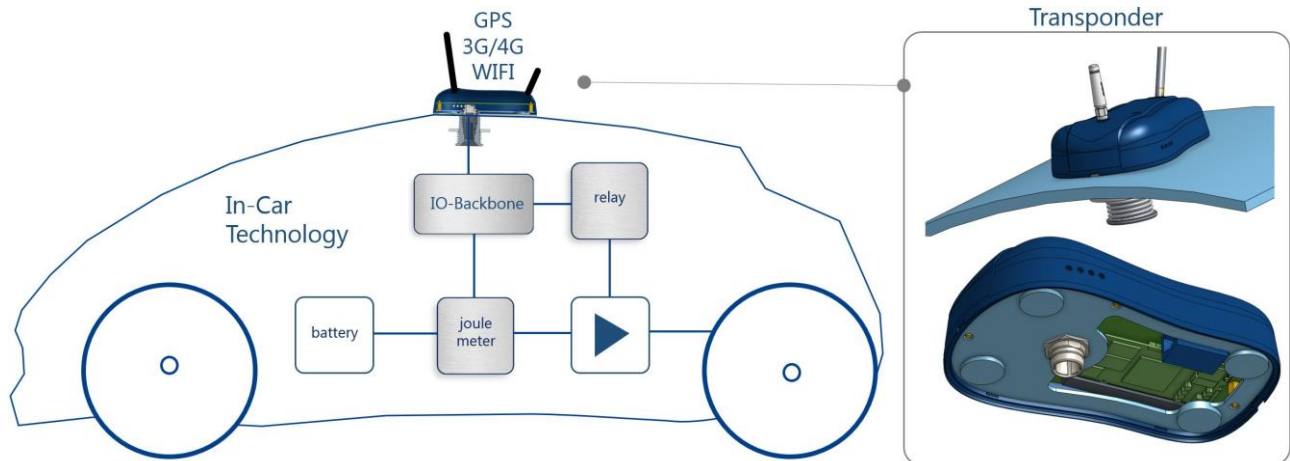 GPS
3G/4G
WIFI
Transponder
In-Car
Technology
IO-Backbone
relay
battery
joule
meter